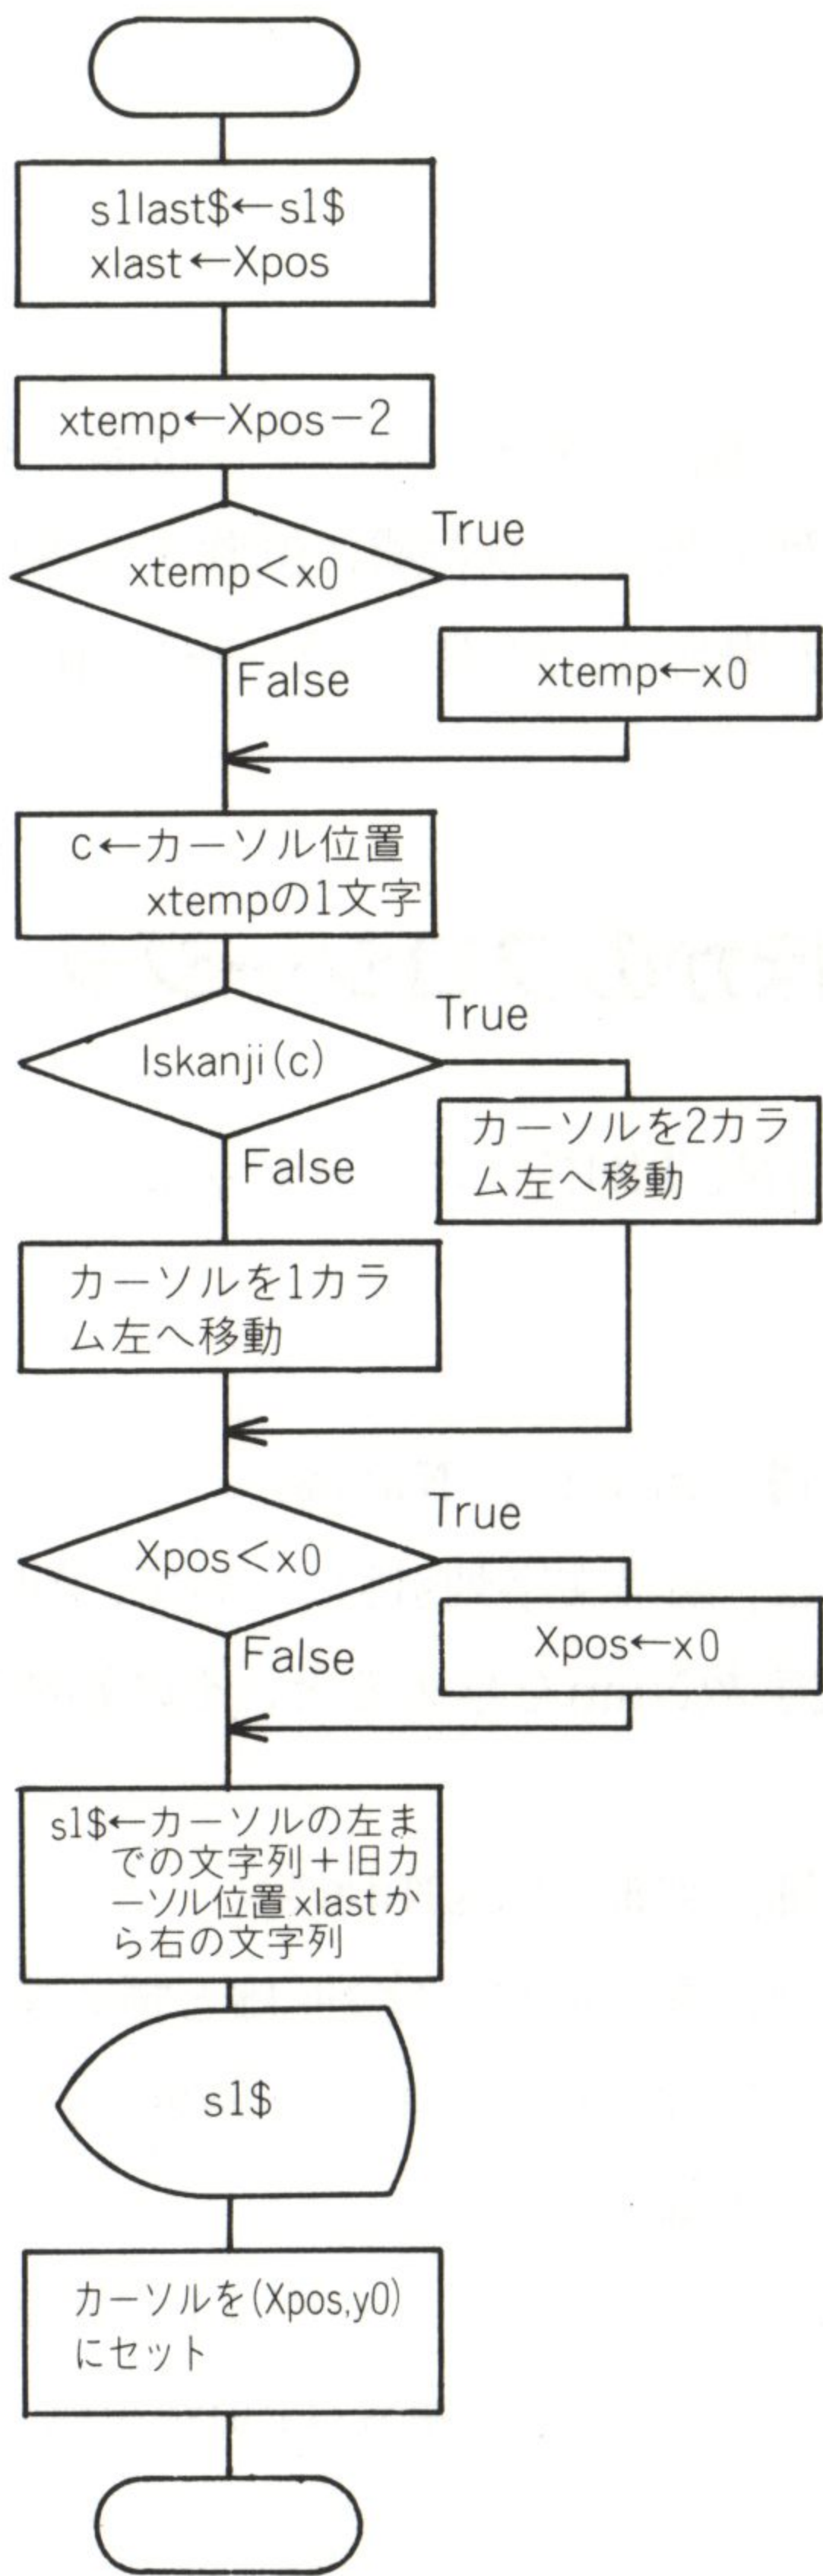 s1last$←s1$
xlast←Xpos
xtemp←Xpos－2
xtemp＜x0
True
xtemp←x0
False
c←カーソル位置
xtempの1文字
Iskanji(c)
True
カーソルを2カラ
ム左へ移動
False
カーソルを1カラ
ム左へ移動
Xpos＜x0
True
Xpos←x0
False
s1$←カーソルの左ま
での文字列＋旧カ
ーソル位置xlastか
ら右の文字列
s1$
カーソルを(Xpos,y0)
にセット